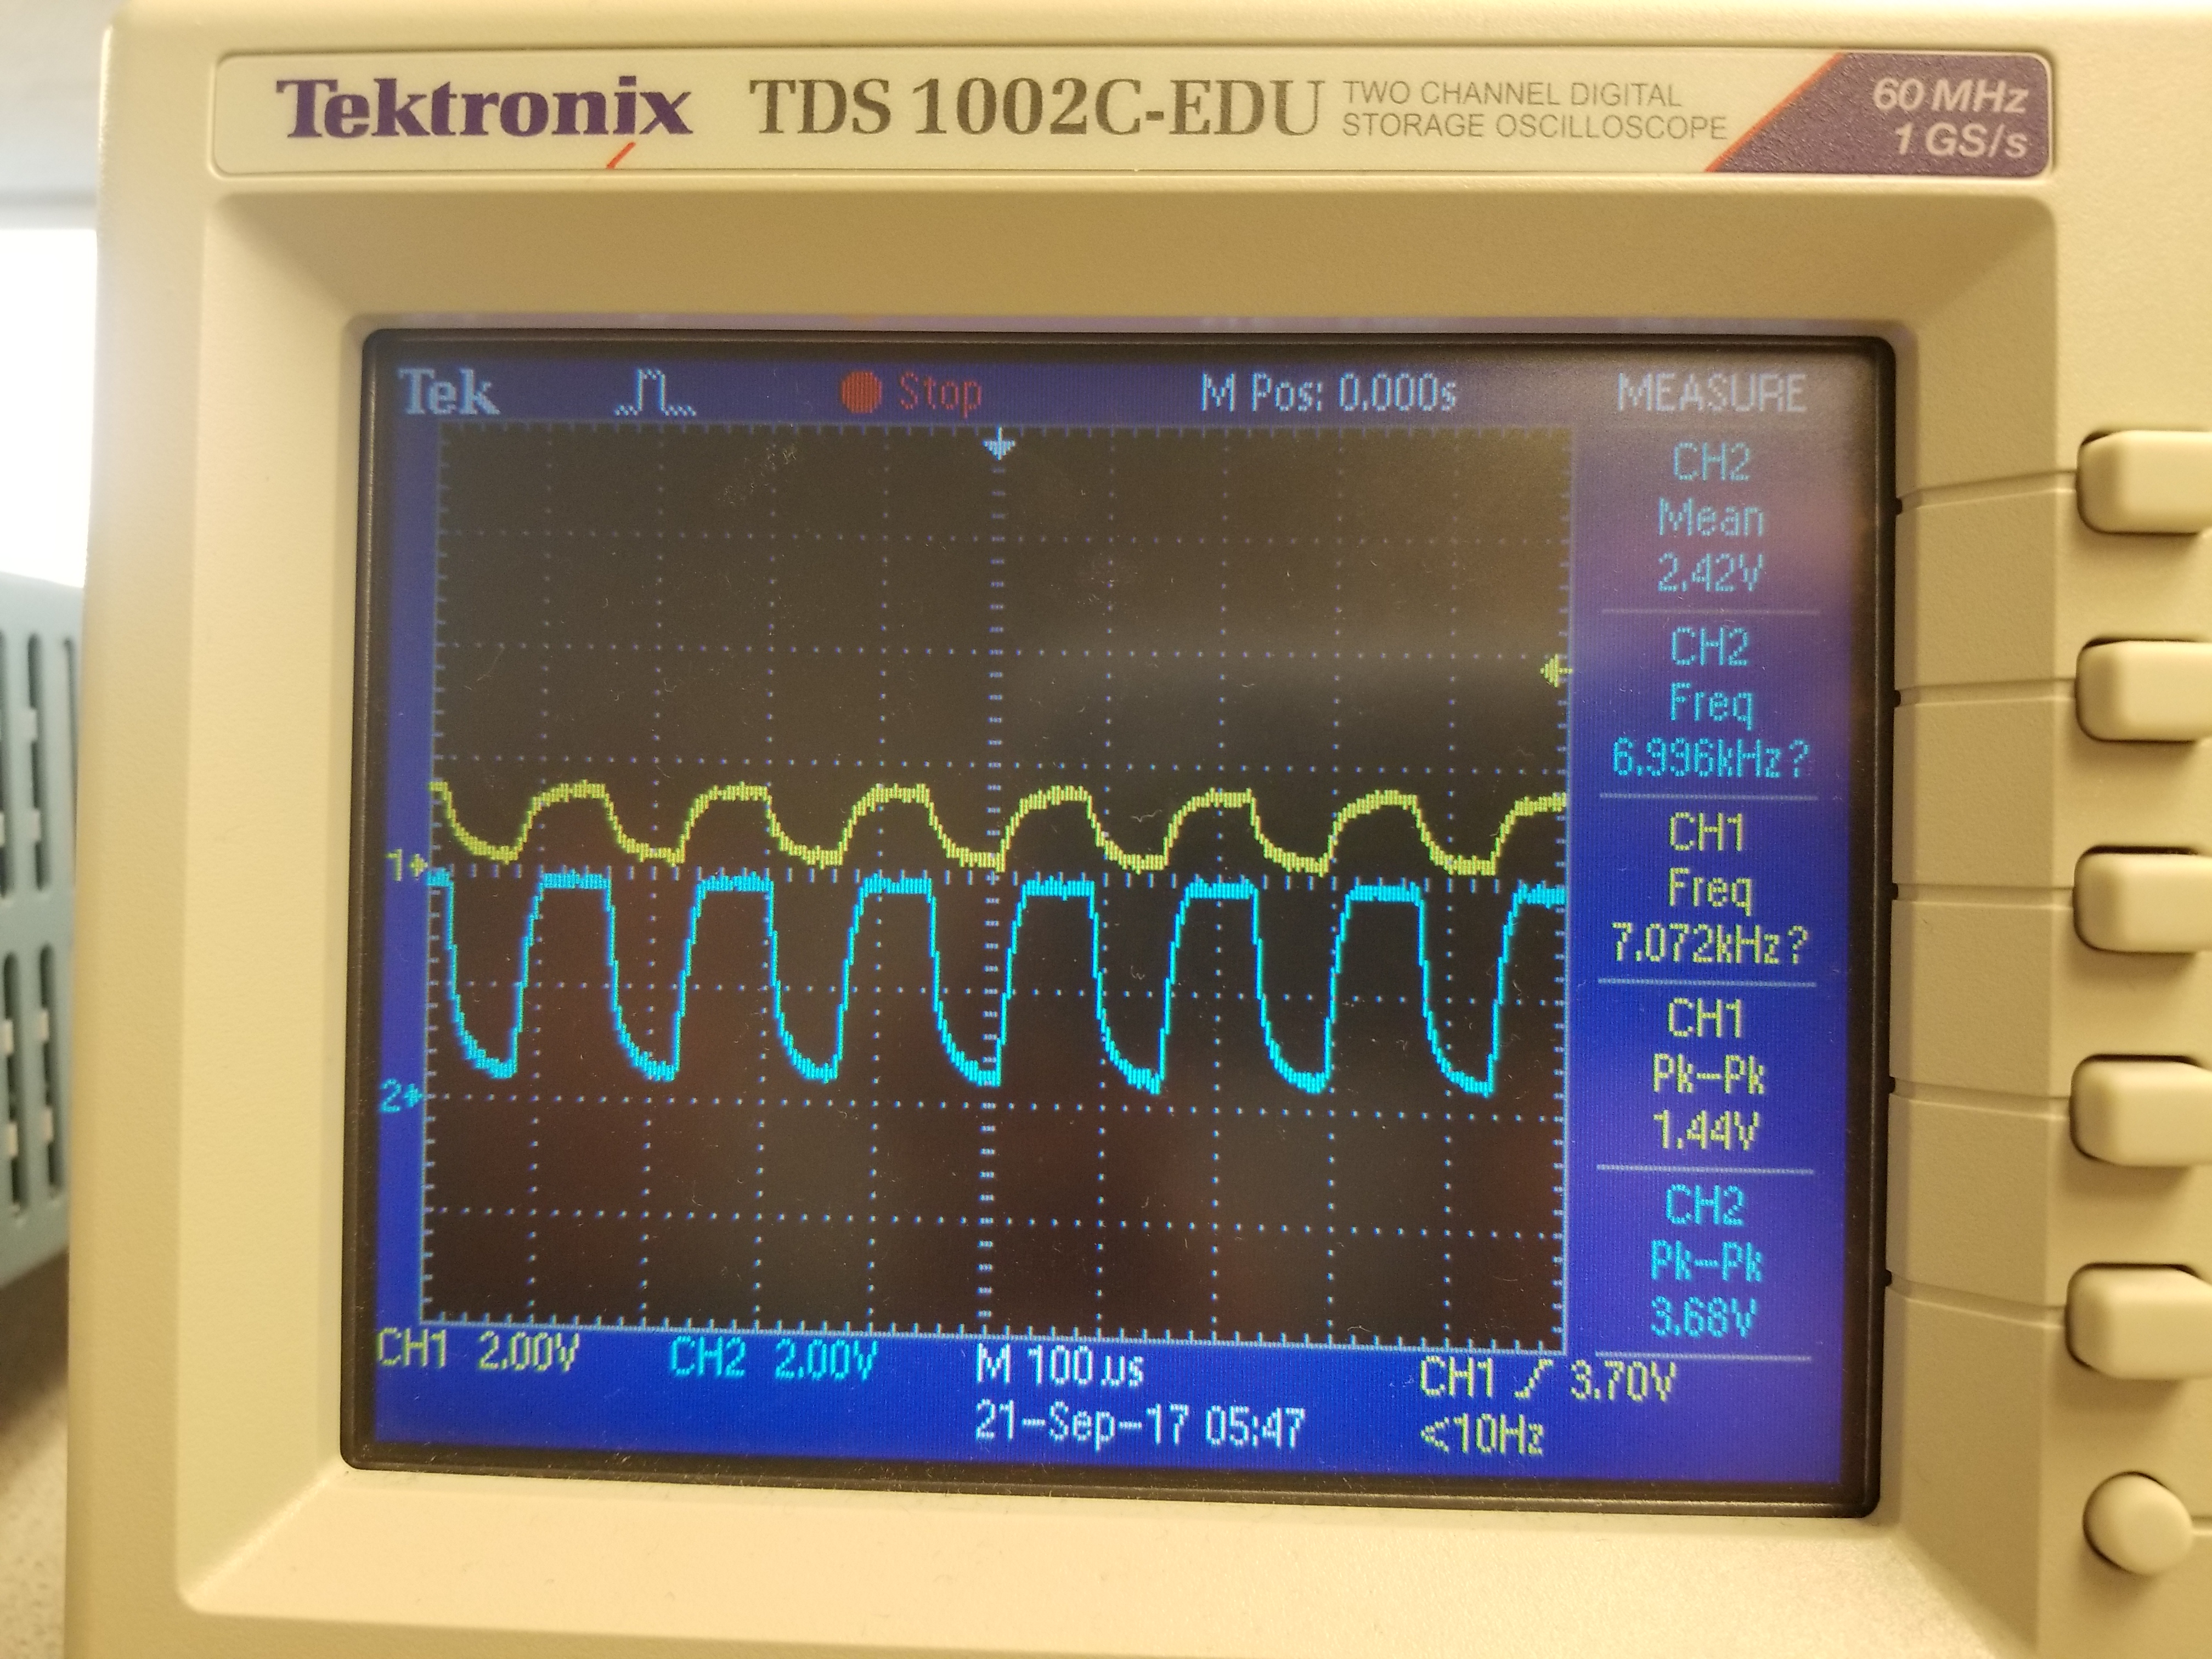 Tektronix TDS 1002C-EDU TWO CHANNEL DIGITAL
STORAGE OSCILLOSCOPE
60 MHz
1 GS/s
Tek Stop M Pos: 0.000s MEASURE
CH2
Mean
2.42V
CH2
Freq
6.996kHz?
CH1
Freq
7.072kHz?
CH1
Pk-Pk
1.44V
CH2
Pk-Pk
3.68V
1
2
CH1 2.00V CH2 2.00V M 100µs CH1 3.70V
21-Sep-17 05:47 <10Hz